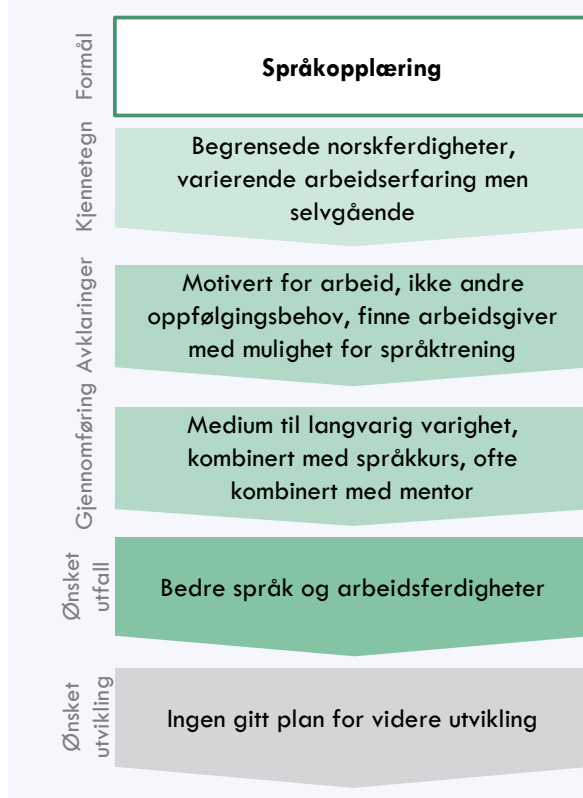 Formål
Språkopplæring
Kjennetegn
Begrensede norskferdigheter,
varierende arbeidserfaring men
selvgående
Avklaringer
Motivert for arbeid, ikke andre
oppfølgingsbehov, finne arbeidsgiver
med mulighet for språktrening
Gjennomføring
Medium til langvarig varighet,
kombinert med språkkurs, ofte
kombinert med mentor
Ønsket
utfall
Bedre språk og arbeidsferdigheter
Ønsket
utvikling
Ingen gitt plan for videre utvikling